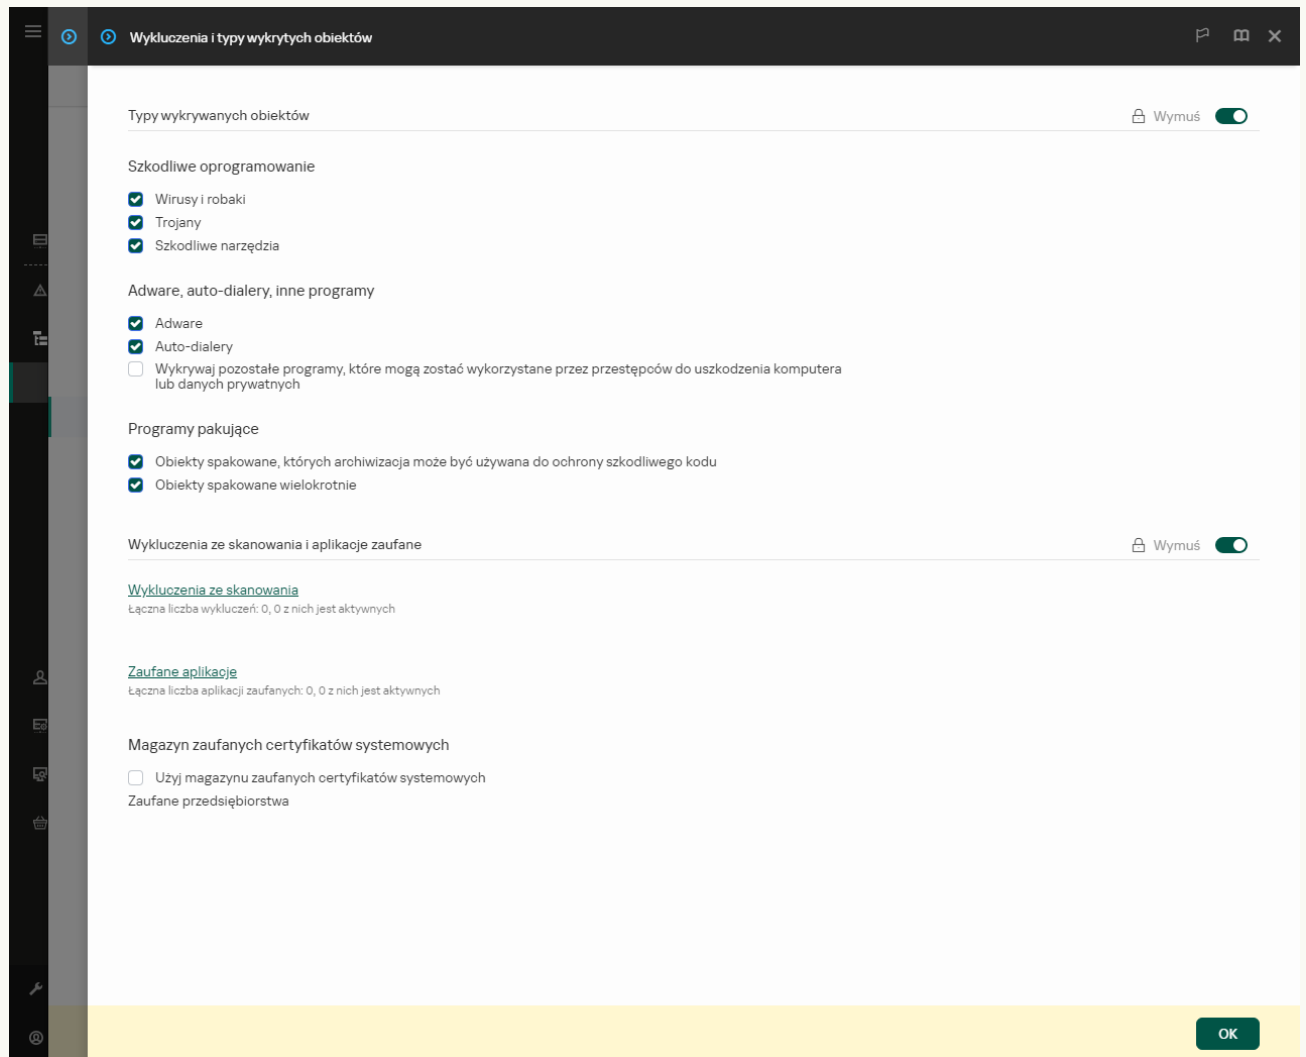 Wykluczenia i typy wykrytych obiektów
Typy wykrywanych obiektów
Wymuś
Szkodliwe oprogramowanie
Wirusy i robaki
Trojany
Szkodliwe narzędzia
Adware, auto-dialery, inne programy
Adware
Auto-dialery
Wykrywaj pozostałe programy, które mogą zostać wykorzystane przez przestępców do uszkodzenia komputera
lub danych prywatnych
Programy pakujące
Obiekty spakowane, których archiwizacja może być używana do ochrony szkodliwego kodu
Obiekty spakowane wielokrotnie
Wykluczenia ze skanowania i aplikacje zaufane
Wymuś
Wykluczenia ze skanowania
Łączna liczba wykluczeń: 0, 0 z nich jest aktywnych
Zaufane aplikacje
Łączna liczba aplikacji zaufanych: 0, 0 z nich jest aktywnych
Magazyn zaufanych certyfikatów systemowych
Użyj magazynu zaufanych certyfikatów systemowych
Zaufane przedsiębiorstwa
OK